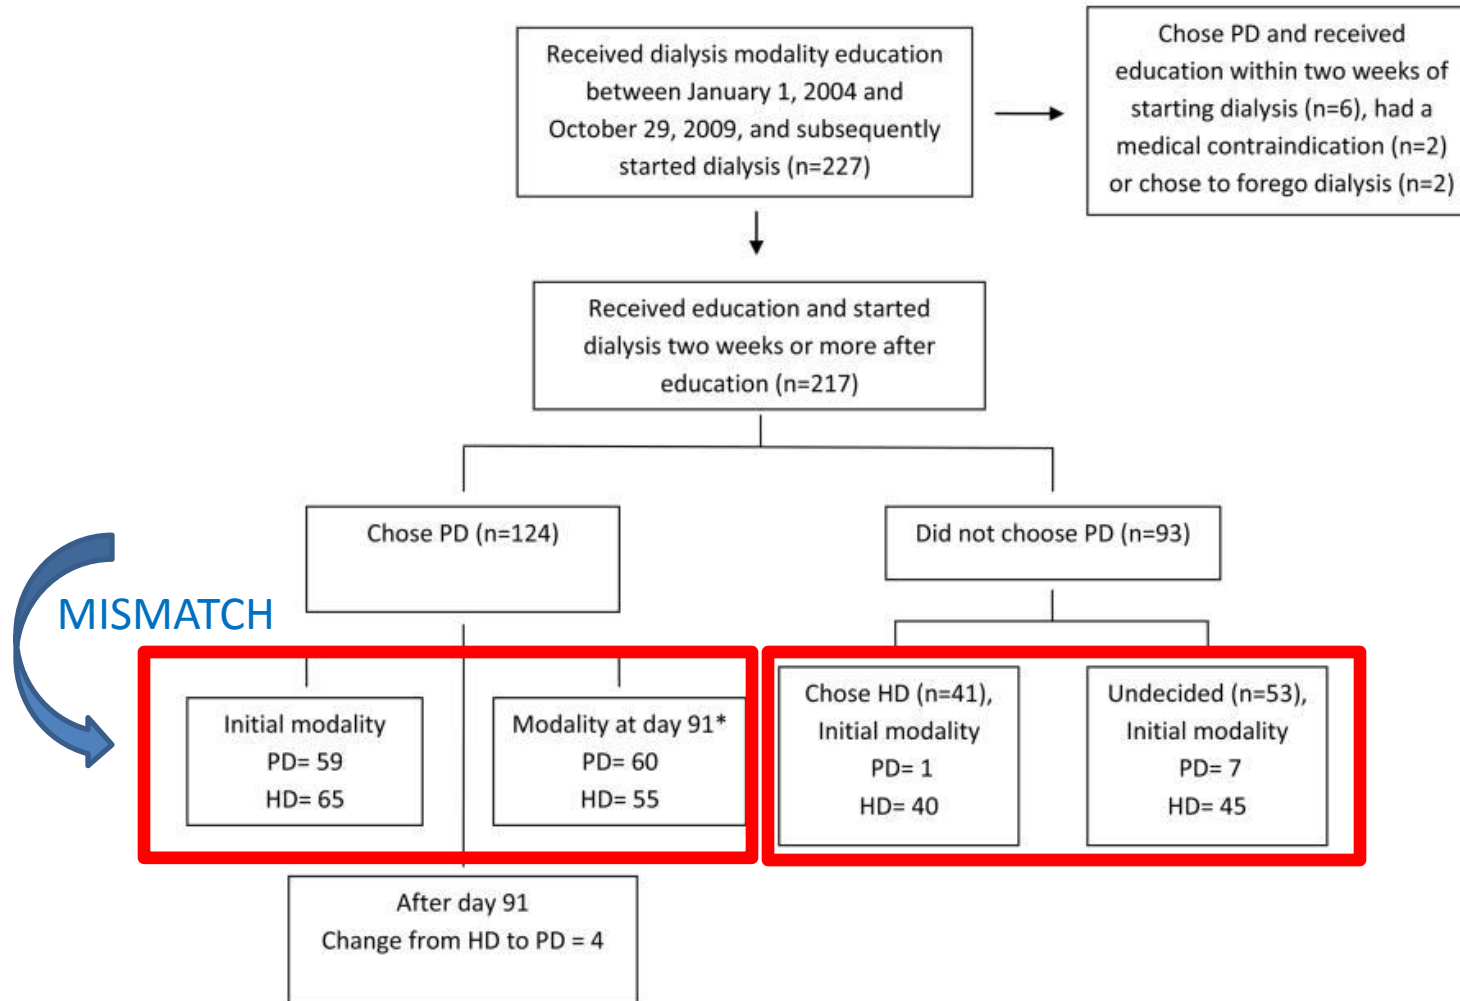 Received dialysis modality education
between January 1, 2004 and
October 29, 2009, and subsequently
started dialysis (n=227)
Chose PD and received
education within two weeks of
starting dialysis (n=6), had a
medical contraindication (n=2)
or chose to forego dialysis (n=2)
Received education and started
dialysis two weeks or more after
education (n=217)
Chose PD (n=124)
Did not choose PD (n=93)
MISMATCH
Initial modality
PD= 59
HD= 65
Modality at day 91*
PD= 60
HD= 55
Chose HD (n=41),
Initial modality
PD= 1
HD= 40
Undecided (n=53),
Initial modality
PD= 7
HD= 45
After day 91
Change from HD to PD = 4